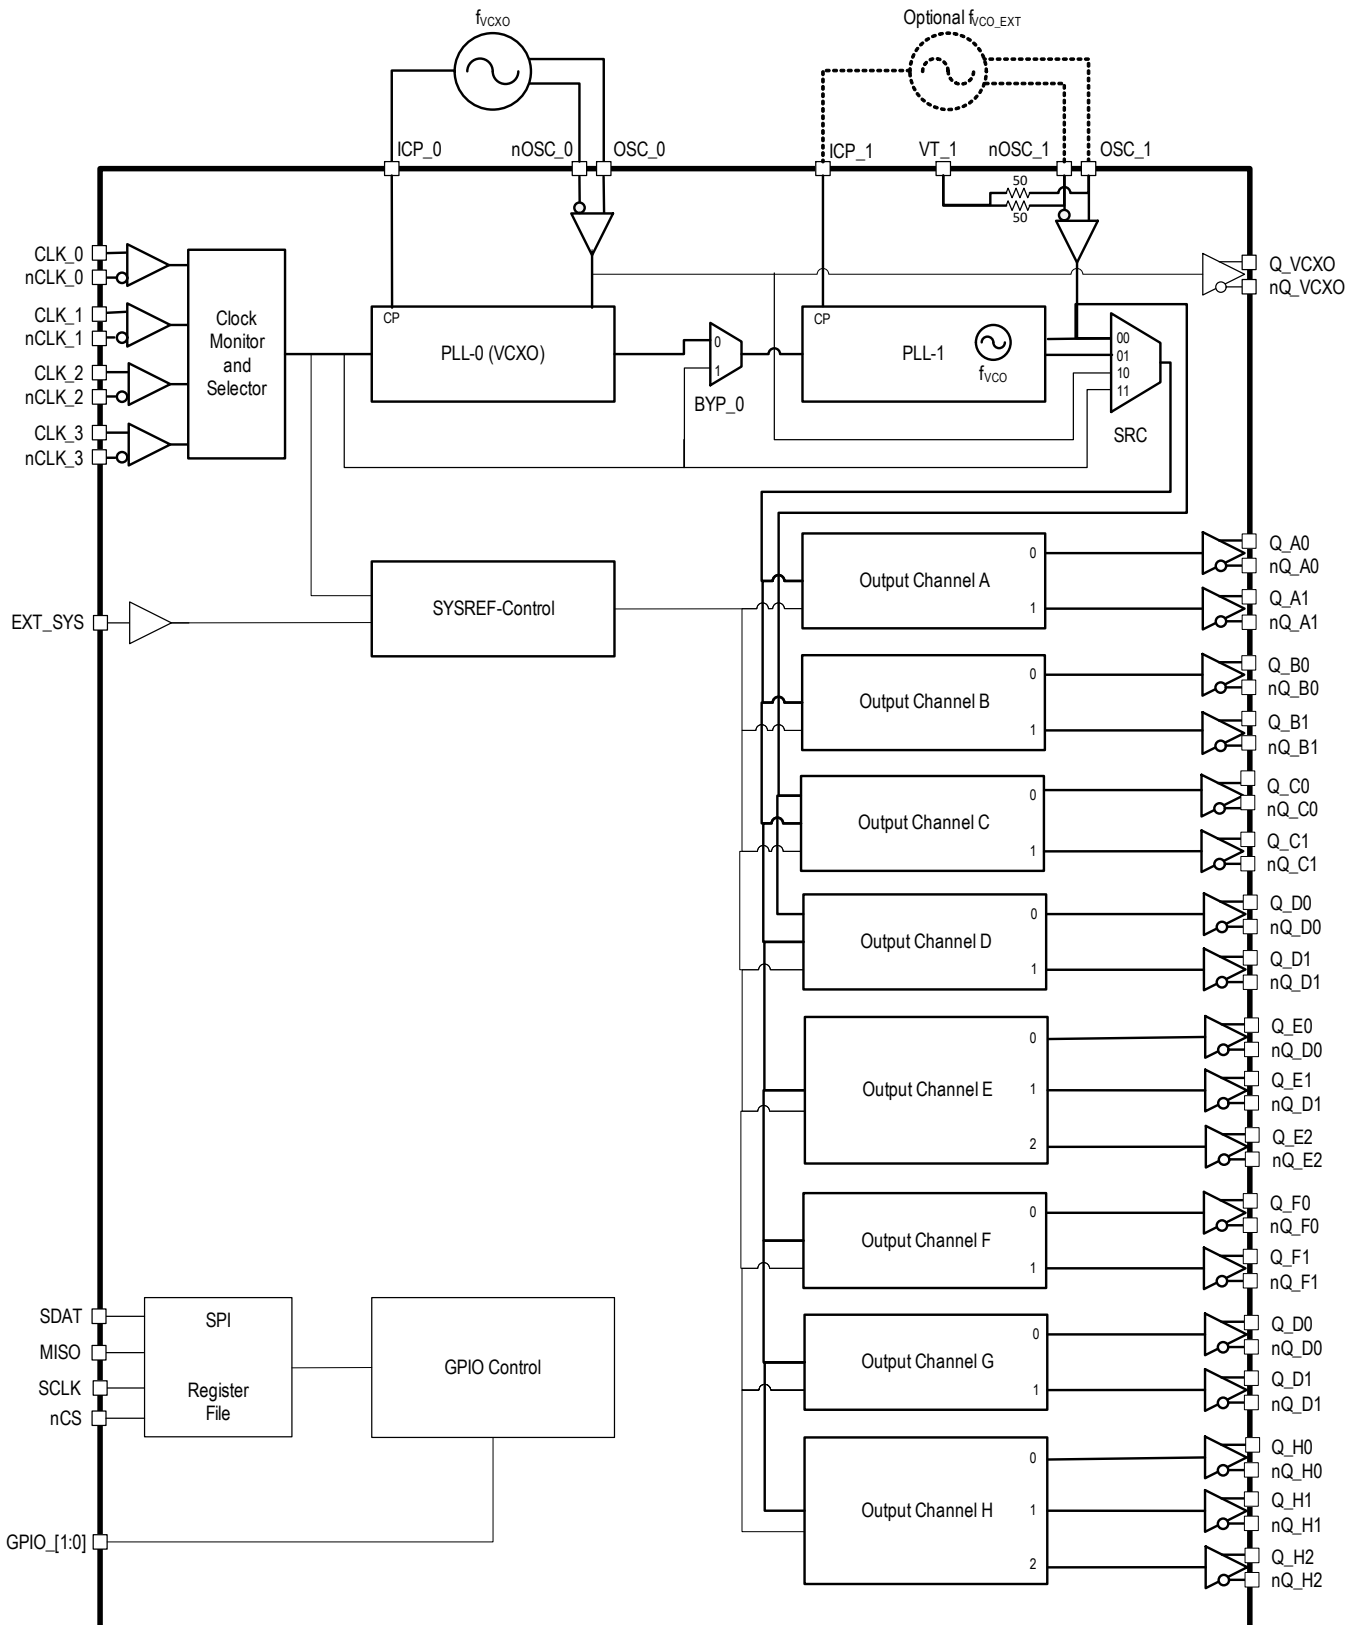 fVCXO
Optional fVCO_EXT
ICP_0
nOSC_0
OSC_0
ICP_1
VT_1
nOSC_1
OSC_1
50
50
CLK_0
nCLK_0
CLK_1
nCLK_1
CLK_2
nCLK_2
CLK_3
nCLK_3
Clock
Monitor
and
Selector
CP
PLL-0 (VCXO)
0
1
BYP_0
CP
PLL-1
fVCO
00
01
10
11
SRC
Q_VCXO
nQ_VCXO
EXT_SYS
SYSREF-Control
Output Channel A
0
1
Q_A0
nQ_A0
Q_A1
nQ_A1
Output Channel B
0
1
Q_B0
nQ_B0
Q_B1
nQ_B1
Output Channel C
0
1
Q_C0
nQ_C0
Q_C1
nQ_C1
Output Channel D
0
1
Q_D0
nQ_D0
Q_D1
nQ_D1
Output Channel E
0
1
2
Q_E0
nQ_D0
Q_E1
nQ_D1
Q_E2
nQ_E2
Output Channel F
0
1
Q_F0
nQ_F0
Q_F1
nQ_F1
Output Channel G
0
1
Q_D0
nQ_D0
Q_D1
nQ_D1
Output Channel H
0
1
2
Q_H0
nQ_H0
Q_H1
nQ_H1
Q_H2
nQ_H2
SDAT
MISO
SCLK
nCS
SPI
Register
File
GPIO Control
GPIO_[1:0]